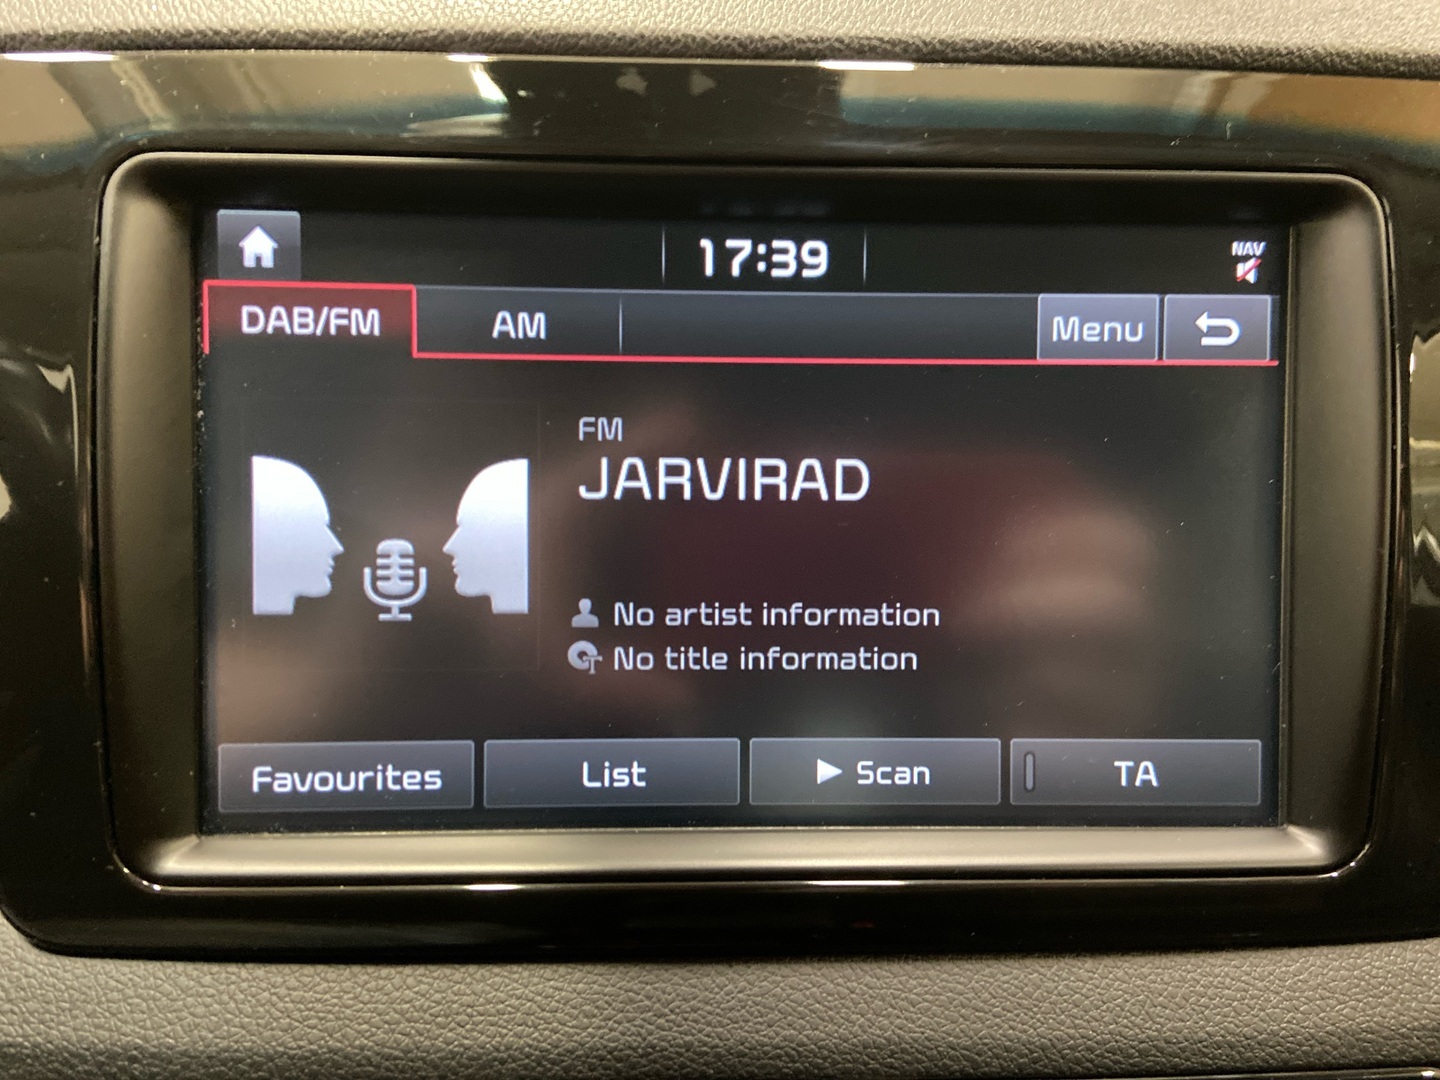 17:39
NAV
DAB/FM
AM
Menu
FM
JARVIRAD
No artist information
No title information
Favourites
List
Scan
TA